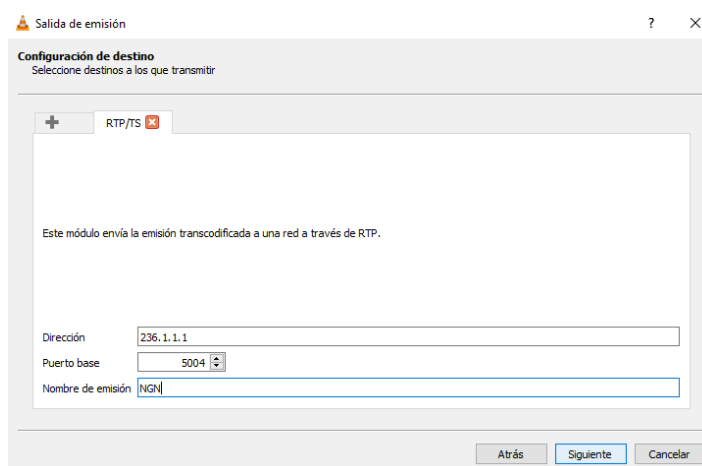 Salida de emisión ?
Configuración de destino
Seleccione destinos a los que transmitir
RTP/TS
Este módulo envía la emisión transcodificada a una red a través de RTP.
Dirección 236.1.1.1
Puerto base 5004
Nombre de emisión NGN
Atrás Siguiente Cancelar